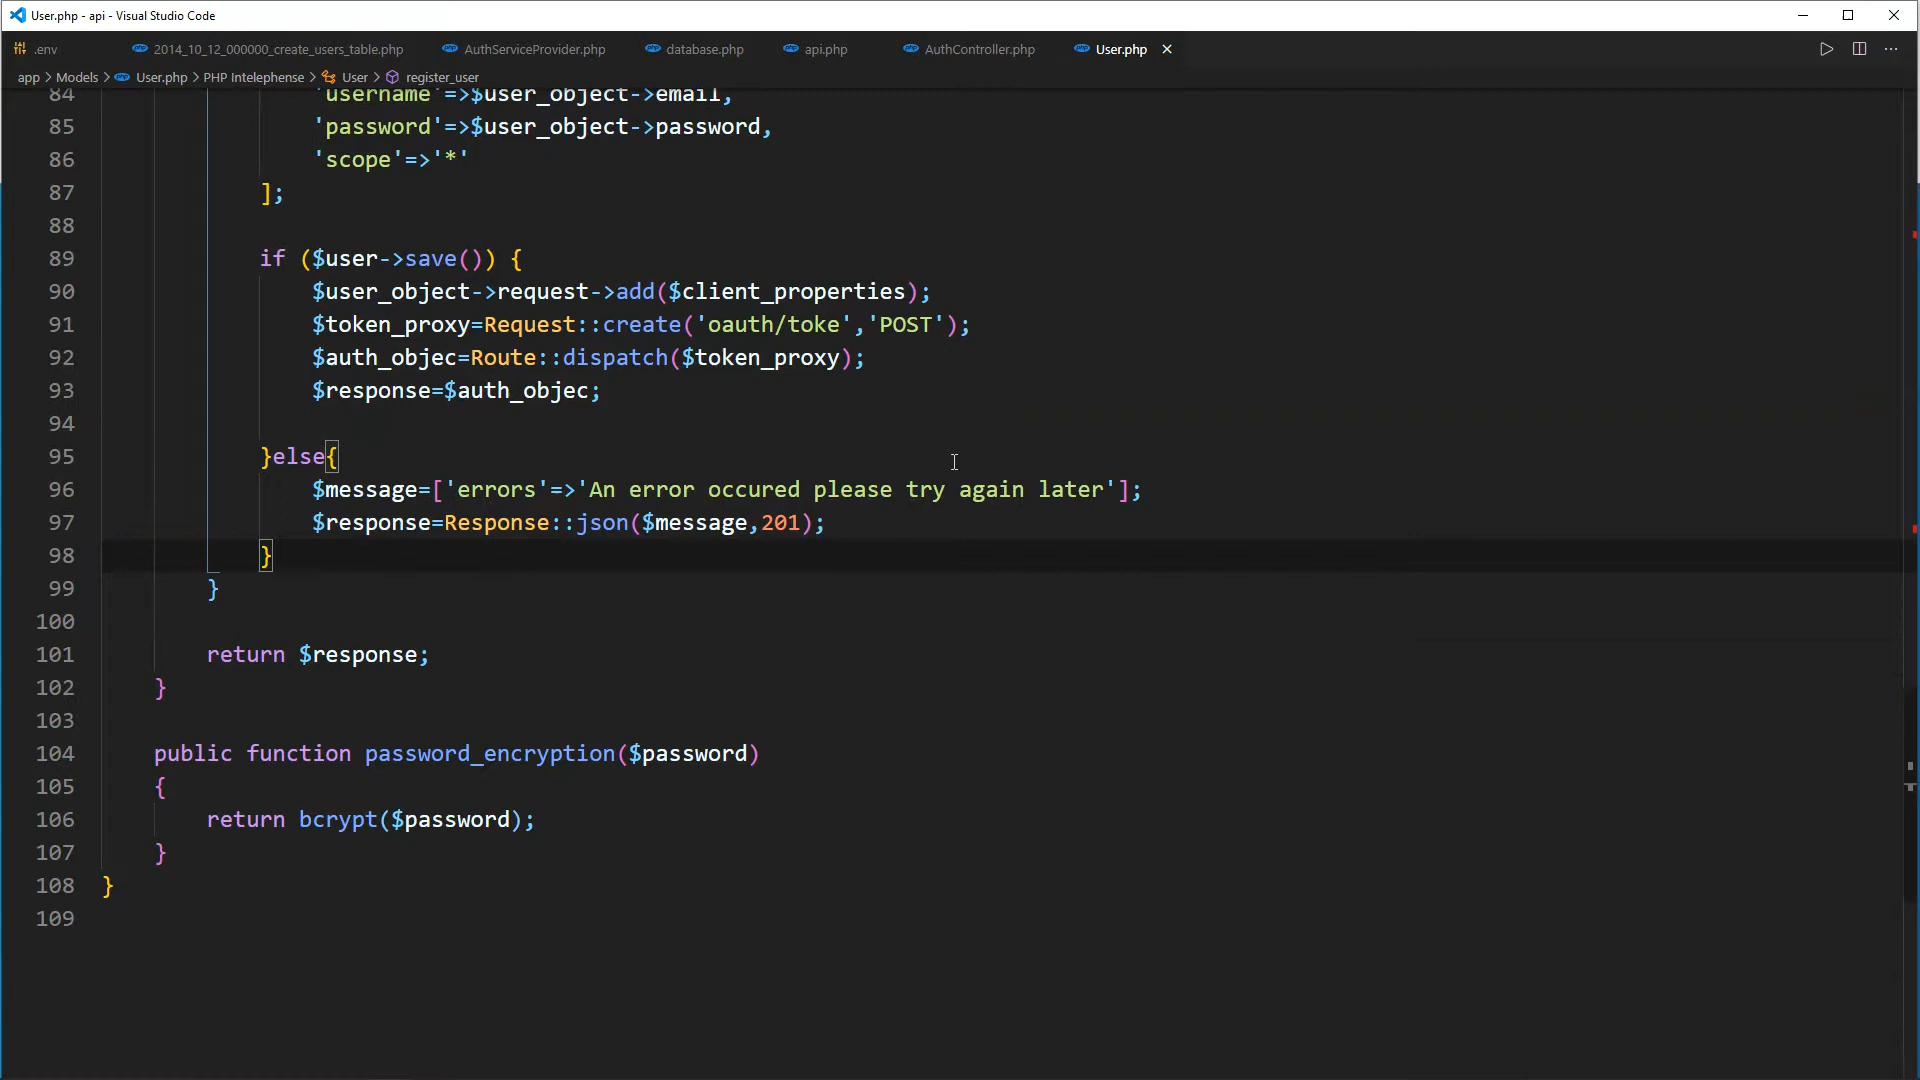 User.php - api - Visual Studio Code
.env 2014_10_12_000000_create_users_table.php AuthServiceProvider.php database.php api.php AuthController.php User.php
app > Models > User.php > PHP Intelephense > User > register_user
84 'username'=>$user_object->email,
85 'password'=>$user_object->password,
86 'scope'=>'*'
87 ];
88
89 if ($user->save()) {
90 $user_object->request->add($client_properties);
91 $token_proxy=Request::create('oauth/toke','POST');
92 $auth_objec=Route::dispatch($token_proxy);
93 $response=$auth_objec;
94
95 }else{
96 $message=['errors'=>'An error occured please try again later'];
97 $response=Response::json($message,201);
98 }
99 }
100
101 return $response;
102 }
103
104 public function password_encryption($password)
105 {
106 return bcrypt($password);
107 }
108 }
109